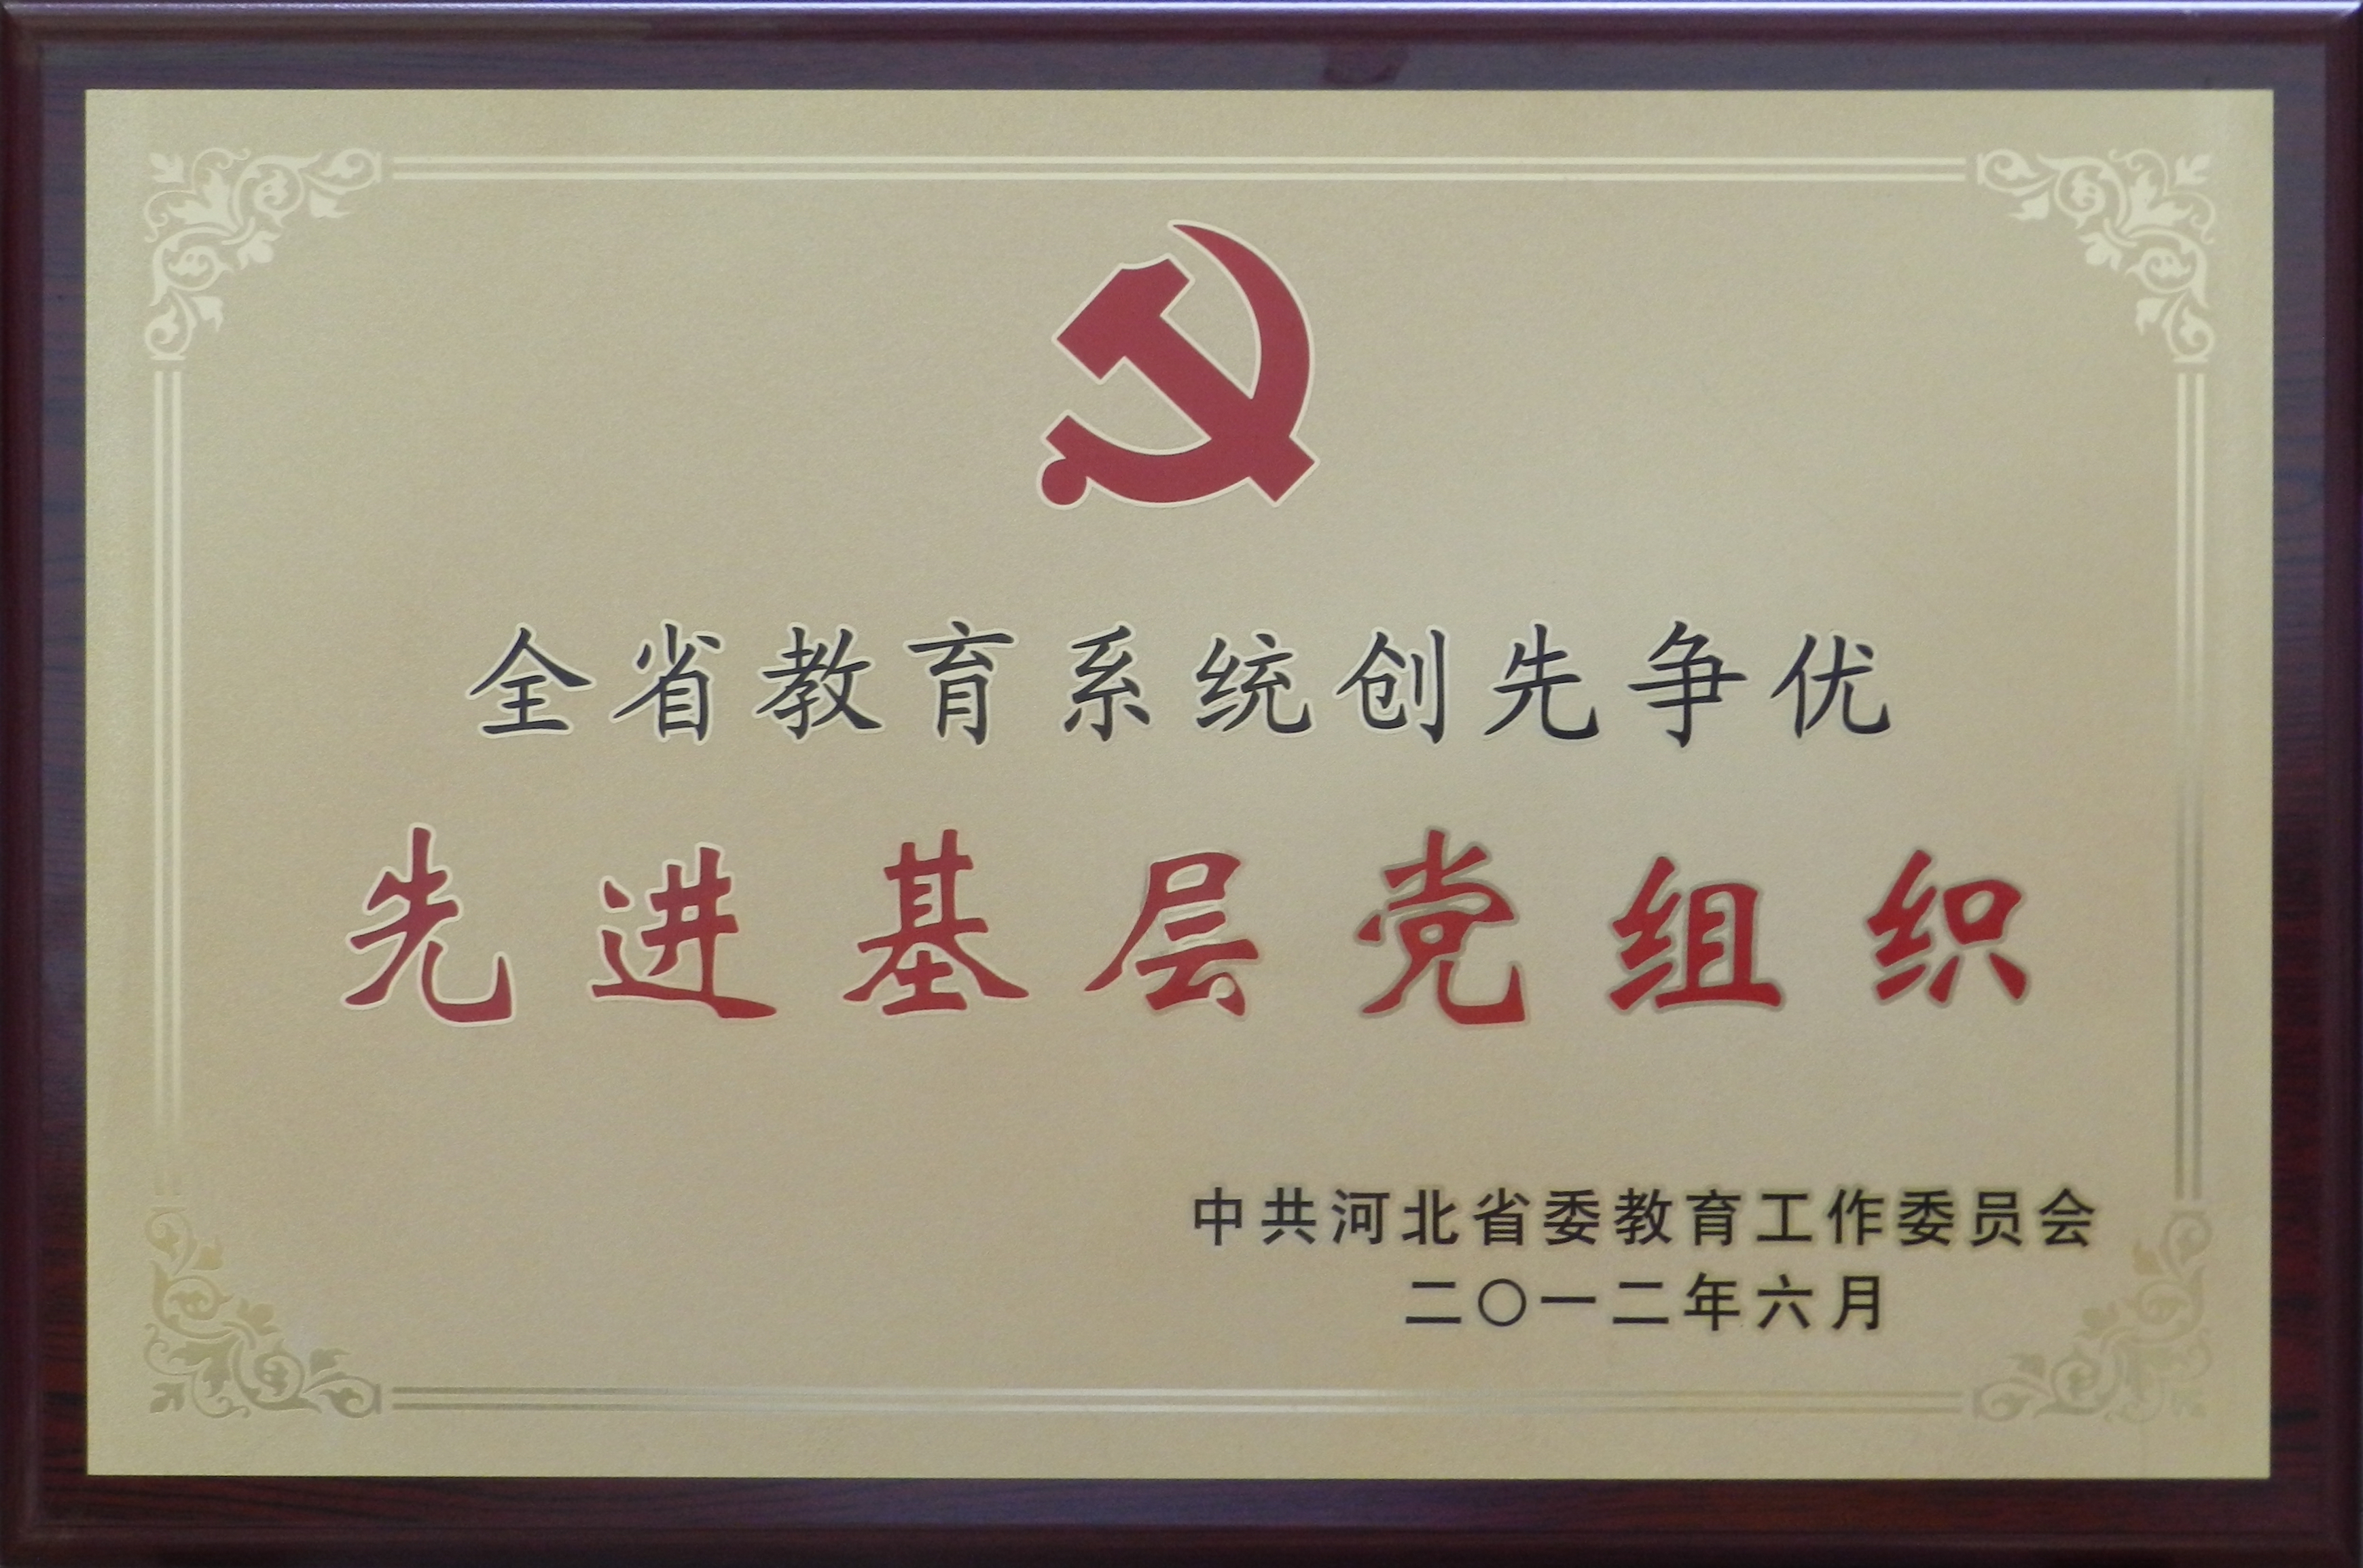 全省教育系统创先争优
先进基层党组织
中共河北省委教育工作委员会
二〇一二年六月